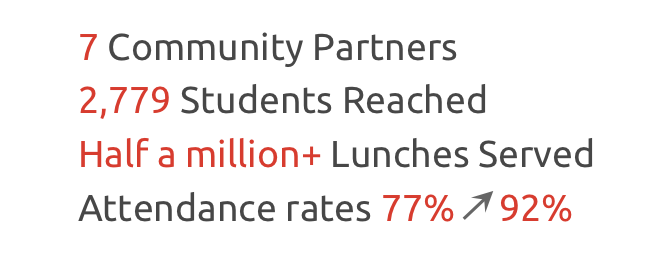 7 Community Partners
2,779 Students Reached
Half a million+ Lunches Served
Attendance rates 77% ↗ 92%